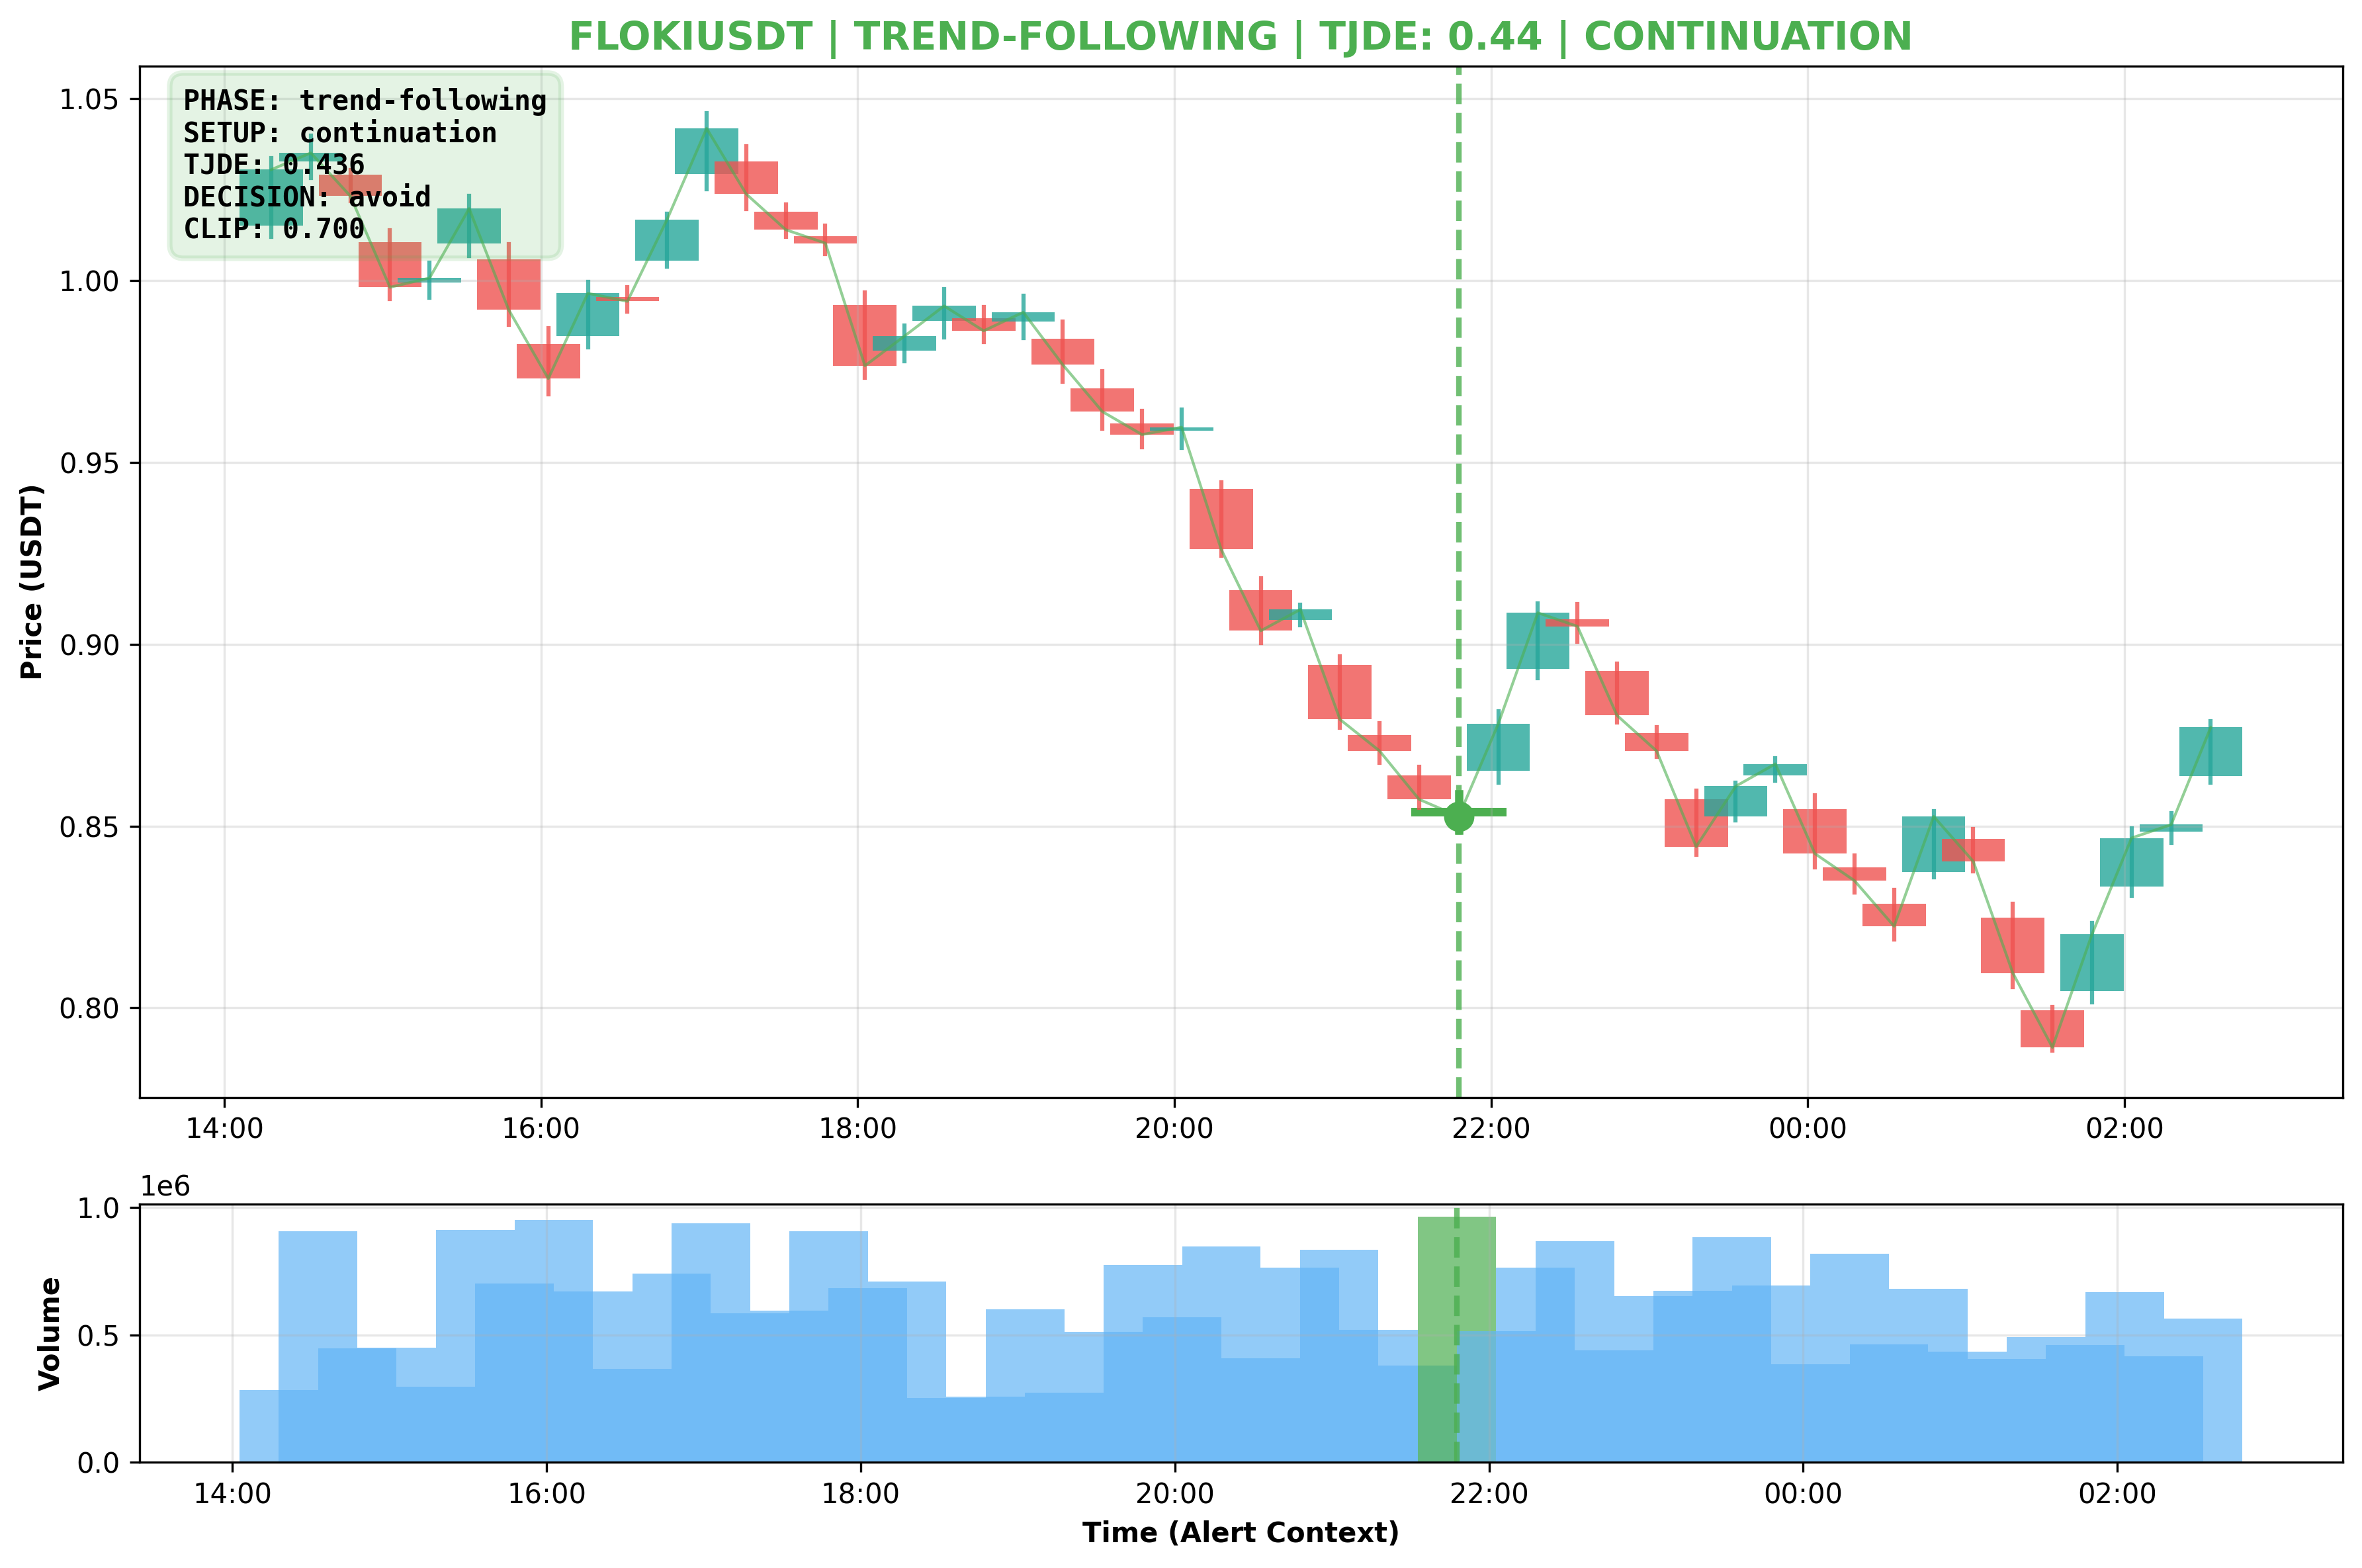 FLOKIUSDT | TREND-FOLLOWING | TJDE: 0.44 | CONTINUATION
PHASE: trend-following
SETUP: continuation
TJDE: 0.436
DECISION: avoid
CLIP: 0.700
Price (USDT)
1.05
1.00
0.95
0.90
0.85
0.80
14:00 16:00 18:00 20:00 22:00 00:00 02:00
1e6
Volume
1.0
0.5
0.0
14:00 16:00 18:00 20:00 22:00 00:00 02:00
Time (Alert Context)